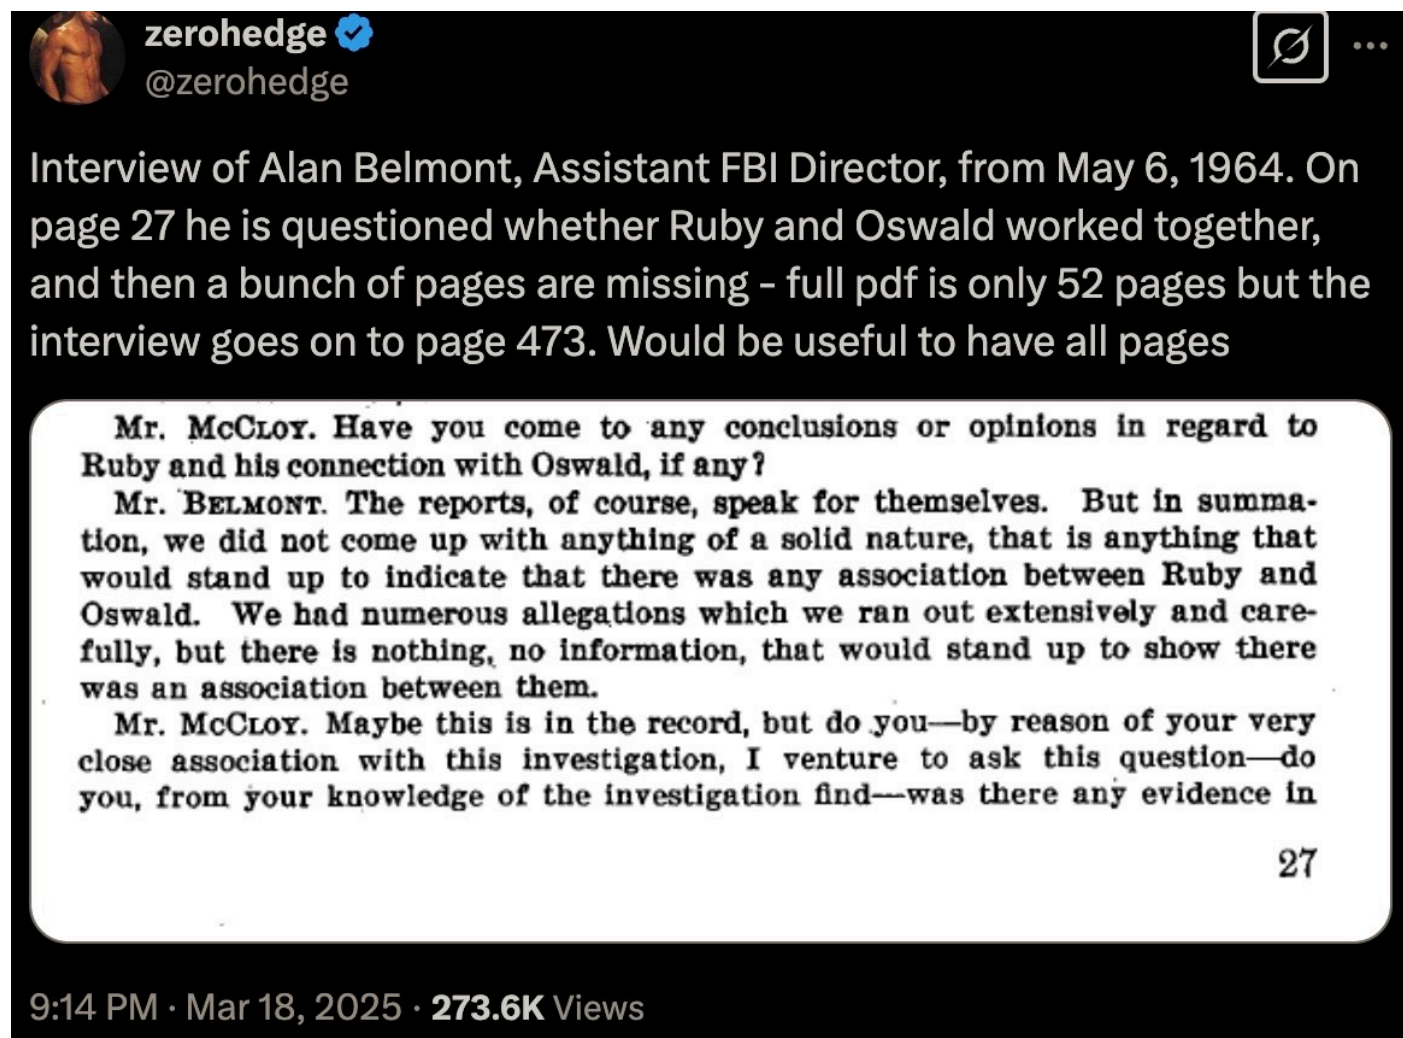 zerohedge
@zerohedge
Interview of Alan Belmont, Assistant FBI Director, from May 6, 1964. On
page 27 he is questioned whether Ruby and Oswald worked together,
and then a bunch of pages are missing - full pdf is only 52 pages but the
interview goes on to page 473. Would be useful to have all pages
Mr. McCloy. Have you come to any conclusions or opinions in regard to
Ruby and his connection with Oswald, if any?
Mr. Belmont. The reports, of course, speak for themselves. But in summa-
tion, we did not come up with anything of a solid nature, that is anything that
would stand up to indicate that there was any association between Ruby and
Oswald. We had numerous allegations which we ran out extensively and care-
fully, but there is nothing, no information, that would stand up to show there
was an association between them.
Mr. McCloy. Maybe this is in the record, but do you—by reason of your very
close association with this investigation, I venture to ask this question—do
you, from your knowledge of the investigation find—was there any evidence in
27
9:14 PM · Mar 18, 2025 · 273.6K Views